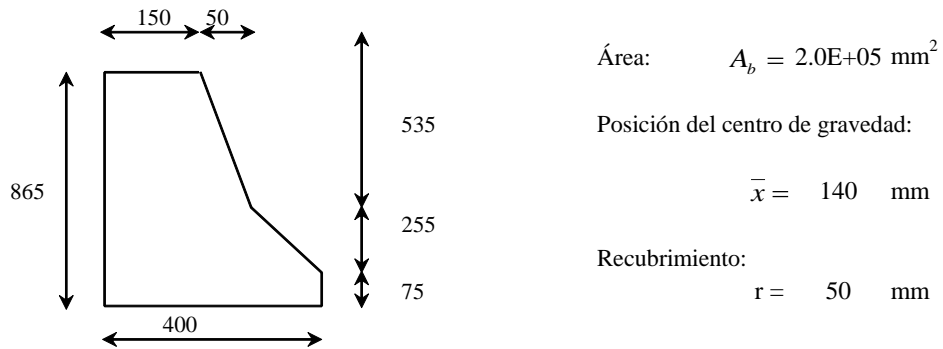 150 50
865
535
255
75
400
Área: A_b = 2.0E+05 mm²
Posición del centro de gravedad:
x̄ = 140 mm
Recubrimiento:
r = 50 mm